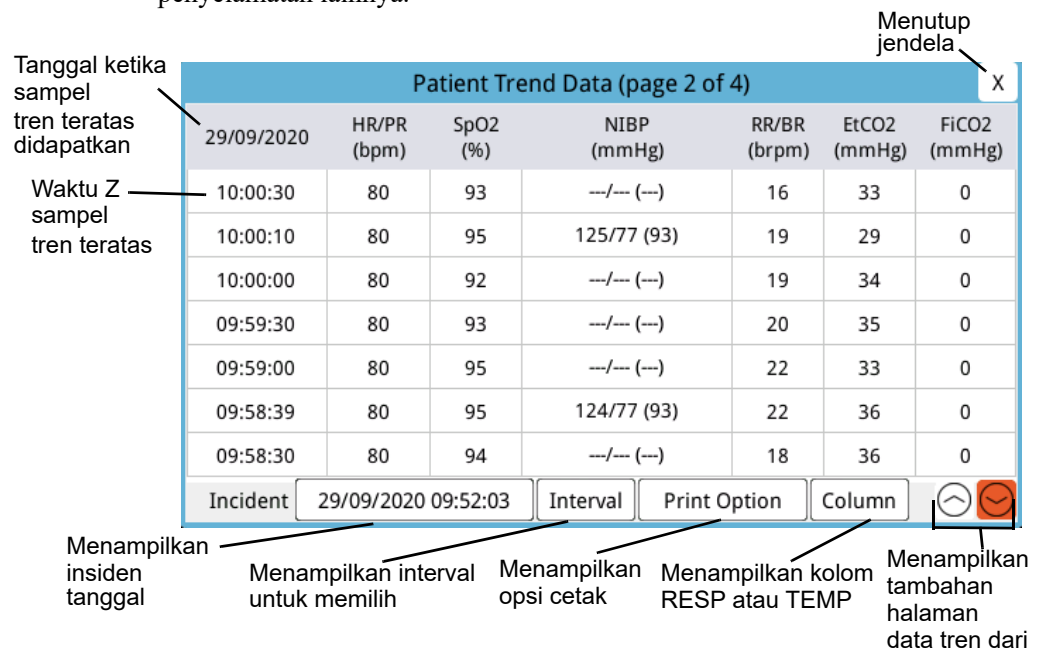 penyelamatan lainnya.
Menutup
jendela
Tanggal ketika
sampel
tren teratas
didapatkan
Patient Trend Data (page 2 of 4)
X
29/09/2020 HR/PR (bpm) SpO2 (%) NIBP (mmHg) RR/BR (brpm) EtCO2 (mmHg) FiCO2 (mmHg)
Waktu Z
sampel
tren teratas
10:00:30 80 93 ---/--- (---) 16 33 0
10:00:10 80 95 125/77 (93) 19 29 0
10:00:00 80 92 ---/--- (---) 19 34 0
09:59:30 80 93 ---/--- (---) 20 35 0
09:59:00 80 95 ---/--- (---) 22 33 0
09:58:39 80 95 124/77 (93) 22 36 0
09:58:30 80 94 ---/--- (---) 18 36 0
Incident 29/09/2020 09:52:03 Interval Print Option Column
Menampilkan
insiden
tanggal
Menampilkan interval
untuk memilih
Menampilkan
opsi cetak
Menampilkan kolom
RESP atau TEMP
Menampilkan
tambahan
halaman
data tren dari